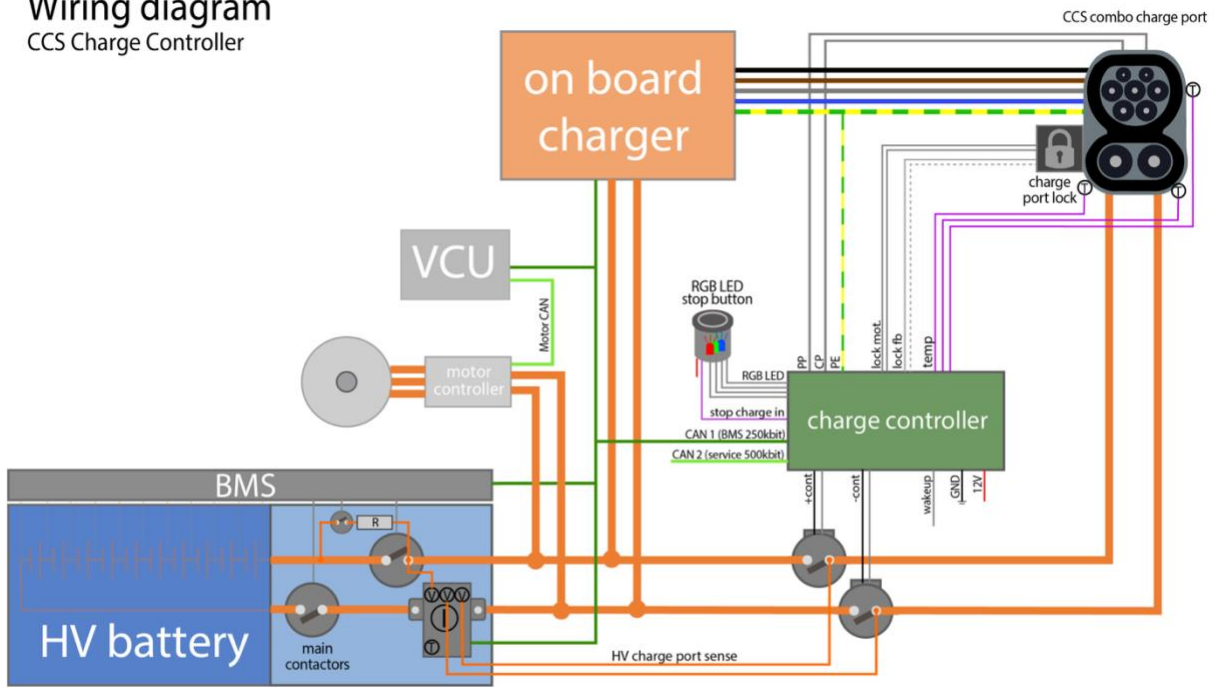 Wiring diagram
CCS Charge Controller
CCS combo charge port
on board
charger
charge
port lock
T
T
T
VCU
Motor CAN
RGB LED
stop button
motor
controller
PP
CP
PE
lock mot.
lock fb
temp
RGB LED
stop charge in
CAN 1 (BMS 250kbit)
CAN 2 (service 500kbit)
charge controller
+cont
-cont
wakeup
GND
12V
BMS
R
HV battery
main
contactors
V V V
I
T
HV charge port sense